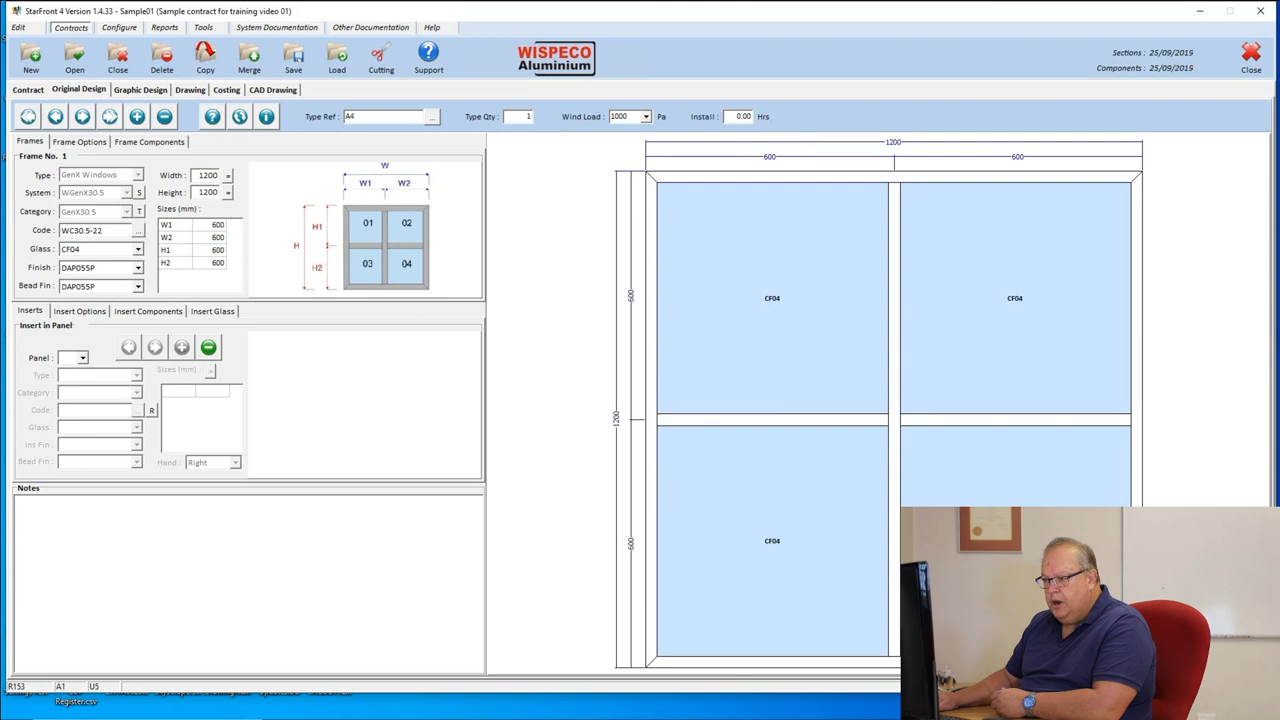 StarFront 4 Version 1.4.33 - Sample01 (Sample contract for training video 01)
Edit Contracts Configure Reports Tools System Documentation Other Documentation Help
New Open Close Delete Copy Merge Save Load Cutting Support
WISPECO
Aluminium
Sections : 25/09/2019
Components : 25/09/2019
Close
Contract Original Design Graphic Design Drawing Costing CAD Drawing
Type Ref : A4 ... Type Qty : 1 Wind Load : 1000 Pa Install : 0.00 Hrs
Frames Frame Options Frame Components
Frame No. 1
Type : GenX Windows Width : 1200 =
System : WGenX30.5 S Height : 1200 =
Category : GenX30.5 T Sizes (mm) :
Code : WC30.5-22 ...
Glass : CF04
Finish : DAP055P
Bead Fin : DAP055P
W1 600
W2 600
H1 600
H2 600
W
W1 W2
H H1 H2
01 02
03 04
Inserts Insert Options Insert Components Insert Glass
Insert in Panel
Panel :
Type : Sizes (mm) :
Category :
Code : R
Glass :
Ins Fin :
Bead Fin : Hand : Right
Notes
1200
600 600
600
1200
600
CF04 CF04
CF04
R153 A1 U5
Register.csv